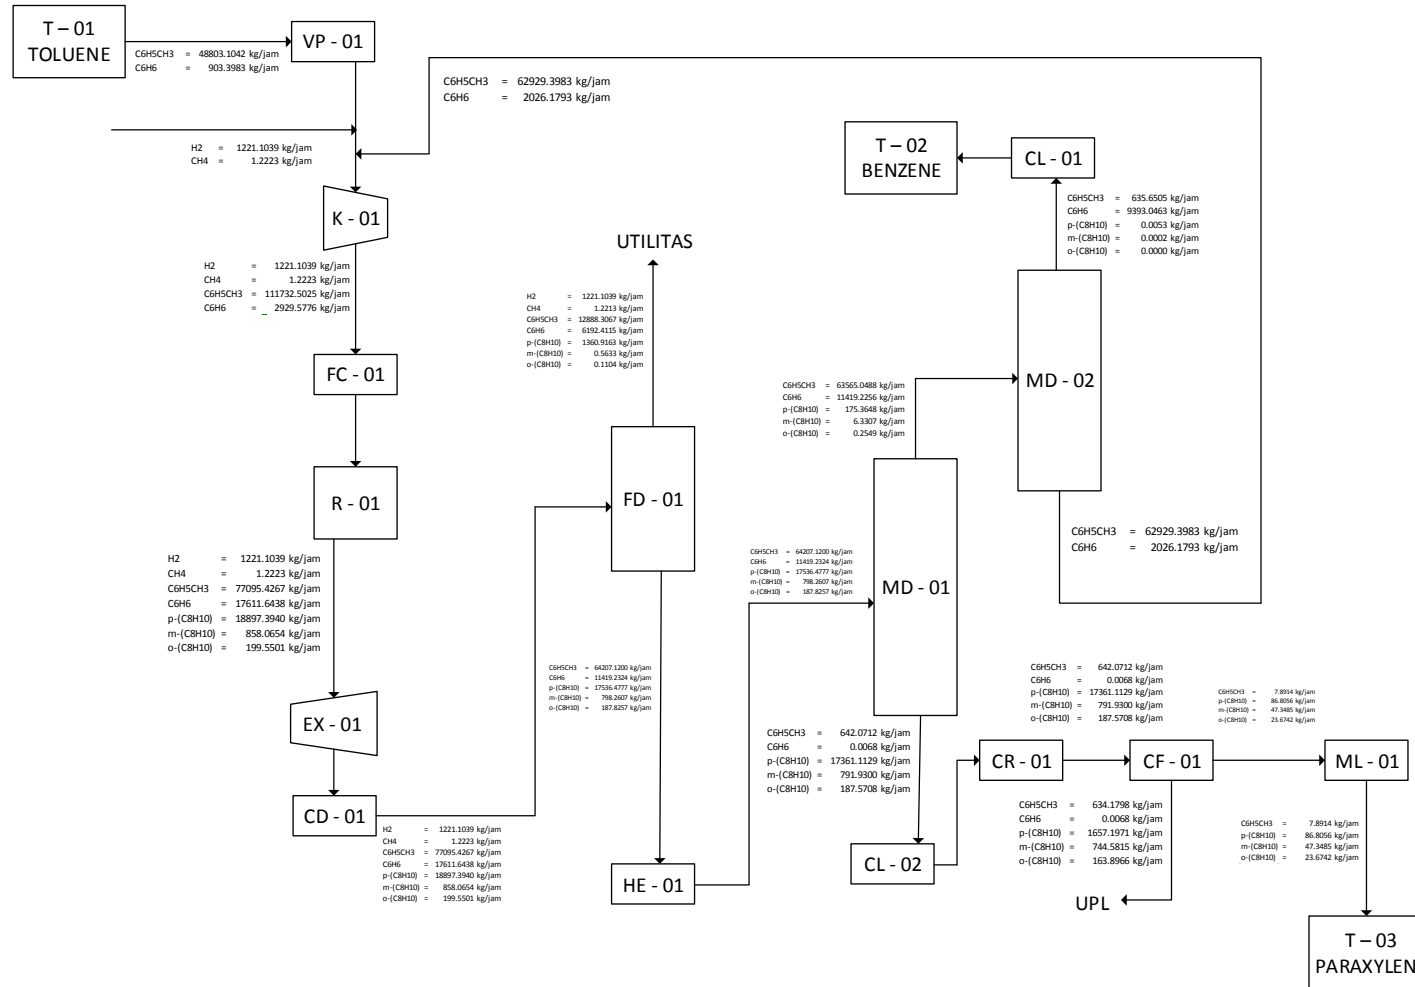 T – 01
TOLUENE
C6H5CH3 = 48803.1042 kg/jam
C6H6 = 903.3983 kg/jam
VP - 01
C6H5CH3 = 62929.3983 kg/jam
C6H6 = 2026.1793 kg/jam
H2 = 1221.1039 kg/jam
CH4 = 1.2223 kg/jam
K - 01
H2 = 1221.1039 kg/jam
CH4 = 1.2223 kg/jam
C6H5CH3 = 111732.5025 kg/jam
C6H6 = 2929.5776 kg/jam
FC - 01
R - 01
H2 = 1221.1039 kg/jam
CH4 = 1.2223 kg/jam
C6H5CH3 = 77095.4267 kg/jam
C6H6 = 17611.6438 kg/jam
p-(C8H10) = 18897.3940 kg/jam
m-(C8H10) = 858.0654 kg/jam
o-(C8H10) = 199.5501 kg/jam
EX - 01
CD - 01
H2 = 1221.1039 kg/jam
CH4 = 1.2223 kg/jam
C6H5CH3 = 77095.4267 kg/jam
C6H6 = 17611.6438 kg/jam
p-(C8H10) = 18897.3940 kg/jam
m-(C8H10) = 858.0654 kg/jam
o-(C8H10) = 199.5501 kg/jam
UTILITAS
H2 = 1221.1039 kg/jam
CH4 = 1.2213 kg/jam
C6H5CH3 = 12888.3067 kg/jam
C6H6 = 6192.4115 kg/jam
p-(C8H10) = 1360.9163 kg/jam
m-(C8H10) = 0.5633 kg/jam
o-(C8H10) = 0.1104 kg/jam
FD - 01
C6H5CH3 = 64207.1200 kg/jam
C6H6 = 11419.2324 kg/jam
p-(C8H10) = 17536.4777 kg/jam
m-(C8H10) = 798.2607 kg/jam
o-(C8H10) = 187.8257 kg/jam
HE - 01
C6H5CH3 = 64207.1200 kg/jam
C6H6 = 11419.2324 kg/jam
p-(C8H10) = 17536.4777 kg/jam
m-(C8H10) = 798.2607 kg/jam
o-(C8H10) = 187.8257 kg/jam
MD - 01
C6H5CH3 = 63565.0488 kg/jam
C6H6 = 11419.2256 kg/jam
p-(C8H10) = 175.3648 kg/jam
m-(C8H10) = 6.3307 kg/jam
o-(C8H10) = 0.2549 kg/jam
T – 02
BENZENE
CL - 01
C6H5CH3 = 635.6505 kg/jam
C6H6 = 9393.0463 kg/jam
p-(C8H10) = 0.0053 kg/jam
m-(C8H10) = 0.0002 kg/jam
o-(C8H10) = 0.0000 kg/jam
MD - 02
C6H5CH3 = 62929.3983 kg/jam
C6H6 = 2026.1793 kg/jam
C6H5CH3 = 642.0712 kg/jam
C6H6 = 0.0068 kg/jam
p-(C8H10) = 17361.1129 kg/jam
m-(C8H10) = 791.9300 kg/jam
o-(C8H10) = 187.5708 kg/jam
CL - 02
CR - 01
C6H5CH3 = 642.0712 kg/jam
C6H6 = 0.0068 kg/jam
p-(C8H10) = 17361.1129 kg/jam
m-(C8H10) = 791.9300 kg/jam
o-(C8H10) = 187.5708 kg/jam
CF - 01
C6H5CH3 = 634.1798 kg/jam
C6H6 = 0.0068 kg/jam
p-(C8H10) = 1657.1971 kg/jam
m-(C8H10) = 744.5815 kg/jam
o-(C8H10) = 163.8966 kg/jam
UPL
C6H5CH3 = 7.8914 kg/jam
p-(C8H10) = 86.8056 kg/jam
m-(C8H10) = 47.3485 kg/jam
o-(C8H10) = 23.6742 kg/jam
ML - 01
C6H5CH3 = 7.8914 kg/jam
p-(C8H10) = 86.8056 kg/jam
m-(C8H10) = 47.3485 kg/jam
o-(C8H10) = 23.6742 kg/jam
T – 03
PARAXYLEN